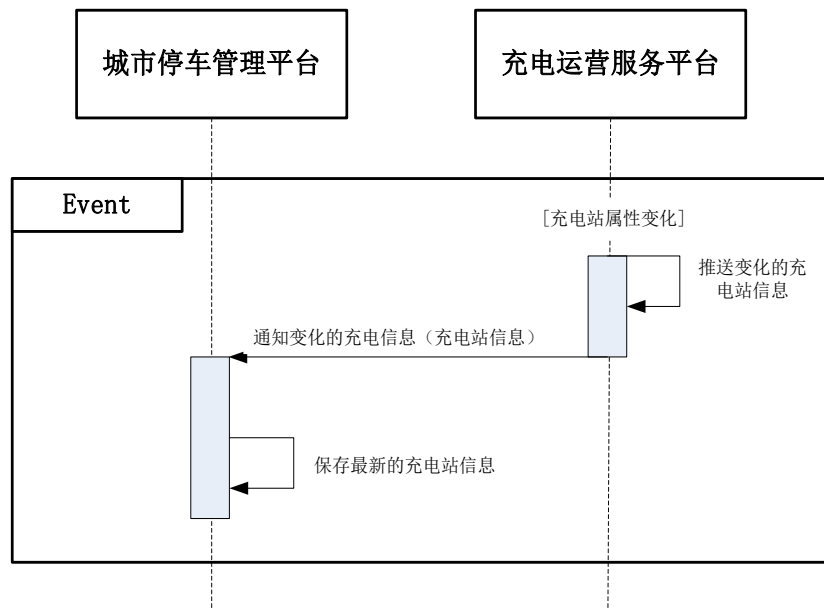 城市停车管理平台
充电运营服务平台
Event
[充电站属性变化]
推送变化的充
电站信息
通知变化的充电信息（充电站信息）
保存最新的充电站信息